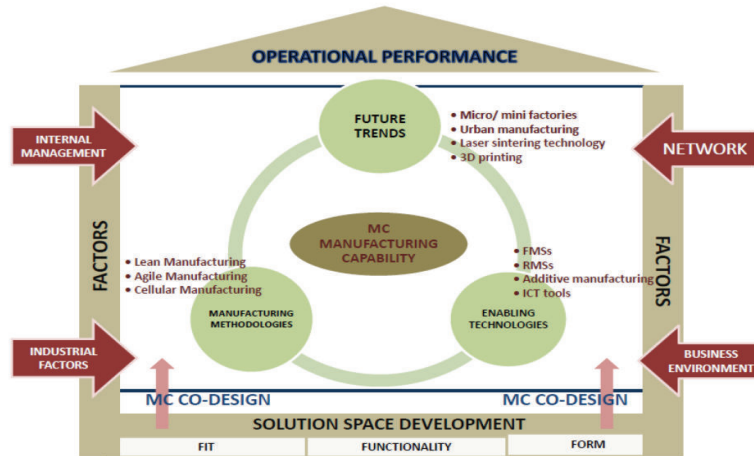 OPERATIONAL PERFORMANCE
FUTURE
TRENDS
• Micro/ mini factories
• Urban manufacturing
• Laser sintering technology
• 3D printing
INTERNAL
MANAGEMENT
NETWORK
FACTORS
FACTORS
MC
MANUFACTURING
CAPABILITY
• Lean Manufacturing
• Agile Manufacturing
• Cellular Manufacturing
• FMSs
• RMSs
• Additive manufacturing
• ICT tools
MANUFACTURING
METHODOLOGIES
ENABLING
TECHNOLOGIES
INDUSTRIAL
FACTORS
BUSINESS
ENVIRONMENT
MC CO-DESIGN
MC CO-DESIGN
SOLUTION SPACE DEVELOPMENT
FIT
FUNCTIONALITY
FORM